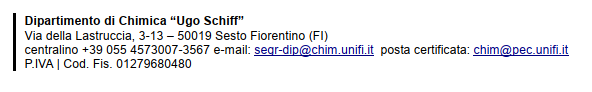 Dipartimento di Chimica “Ugo Schiff”
Via della Lastruccia, 3-13 – 50019 Sesto Fiorentino (FI)
centralino +39 055 4573007-3567 e-mail: segr-dip@chim.unifi.it posta certificata: chim@pec.unifi.it
P.IVA | Cod. Fis. 01279680480